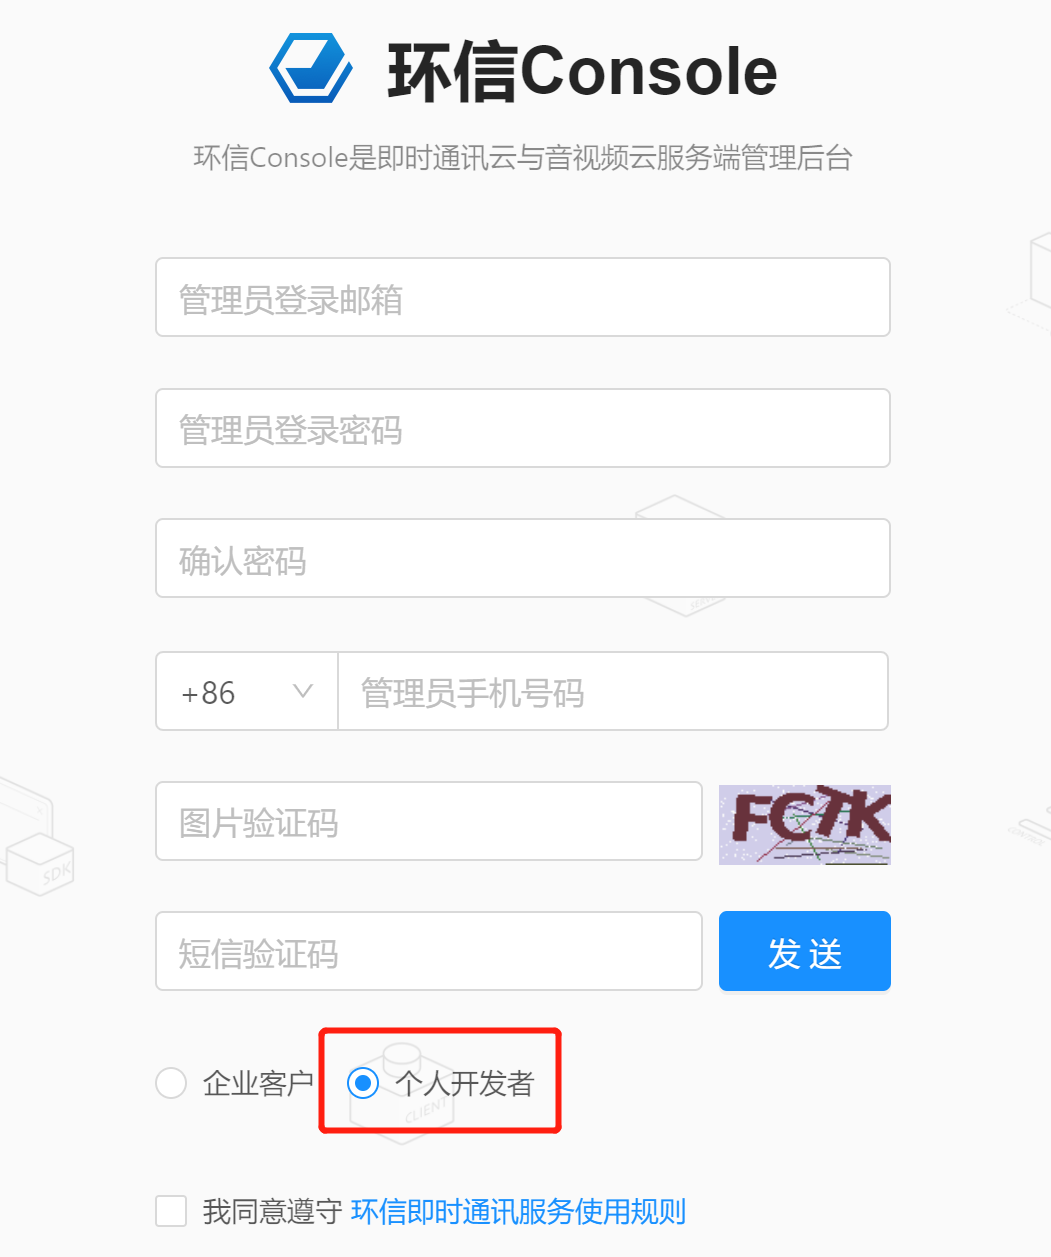 环信Console
环信Console是即时通讯云与音视频云服务端管理后台
管理员登录邮箱
管理员登录密码
确认密码
SERV
+86 管理员手机号码
图片验证码 FCTK
SDK
短信验证码 发送
企业客户 个人开发者
CLIENT
我同意遵守 环信即时通讯服务使用规则